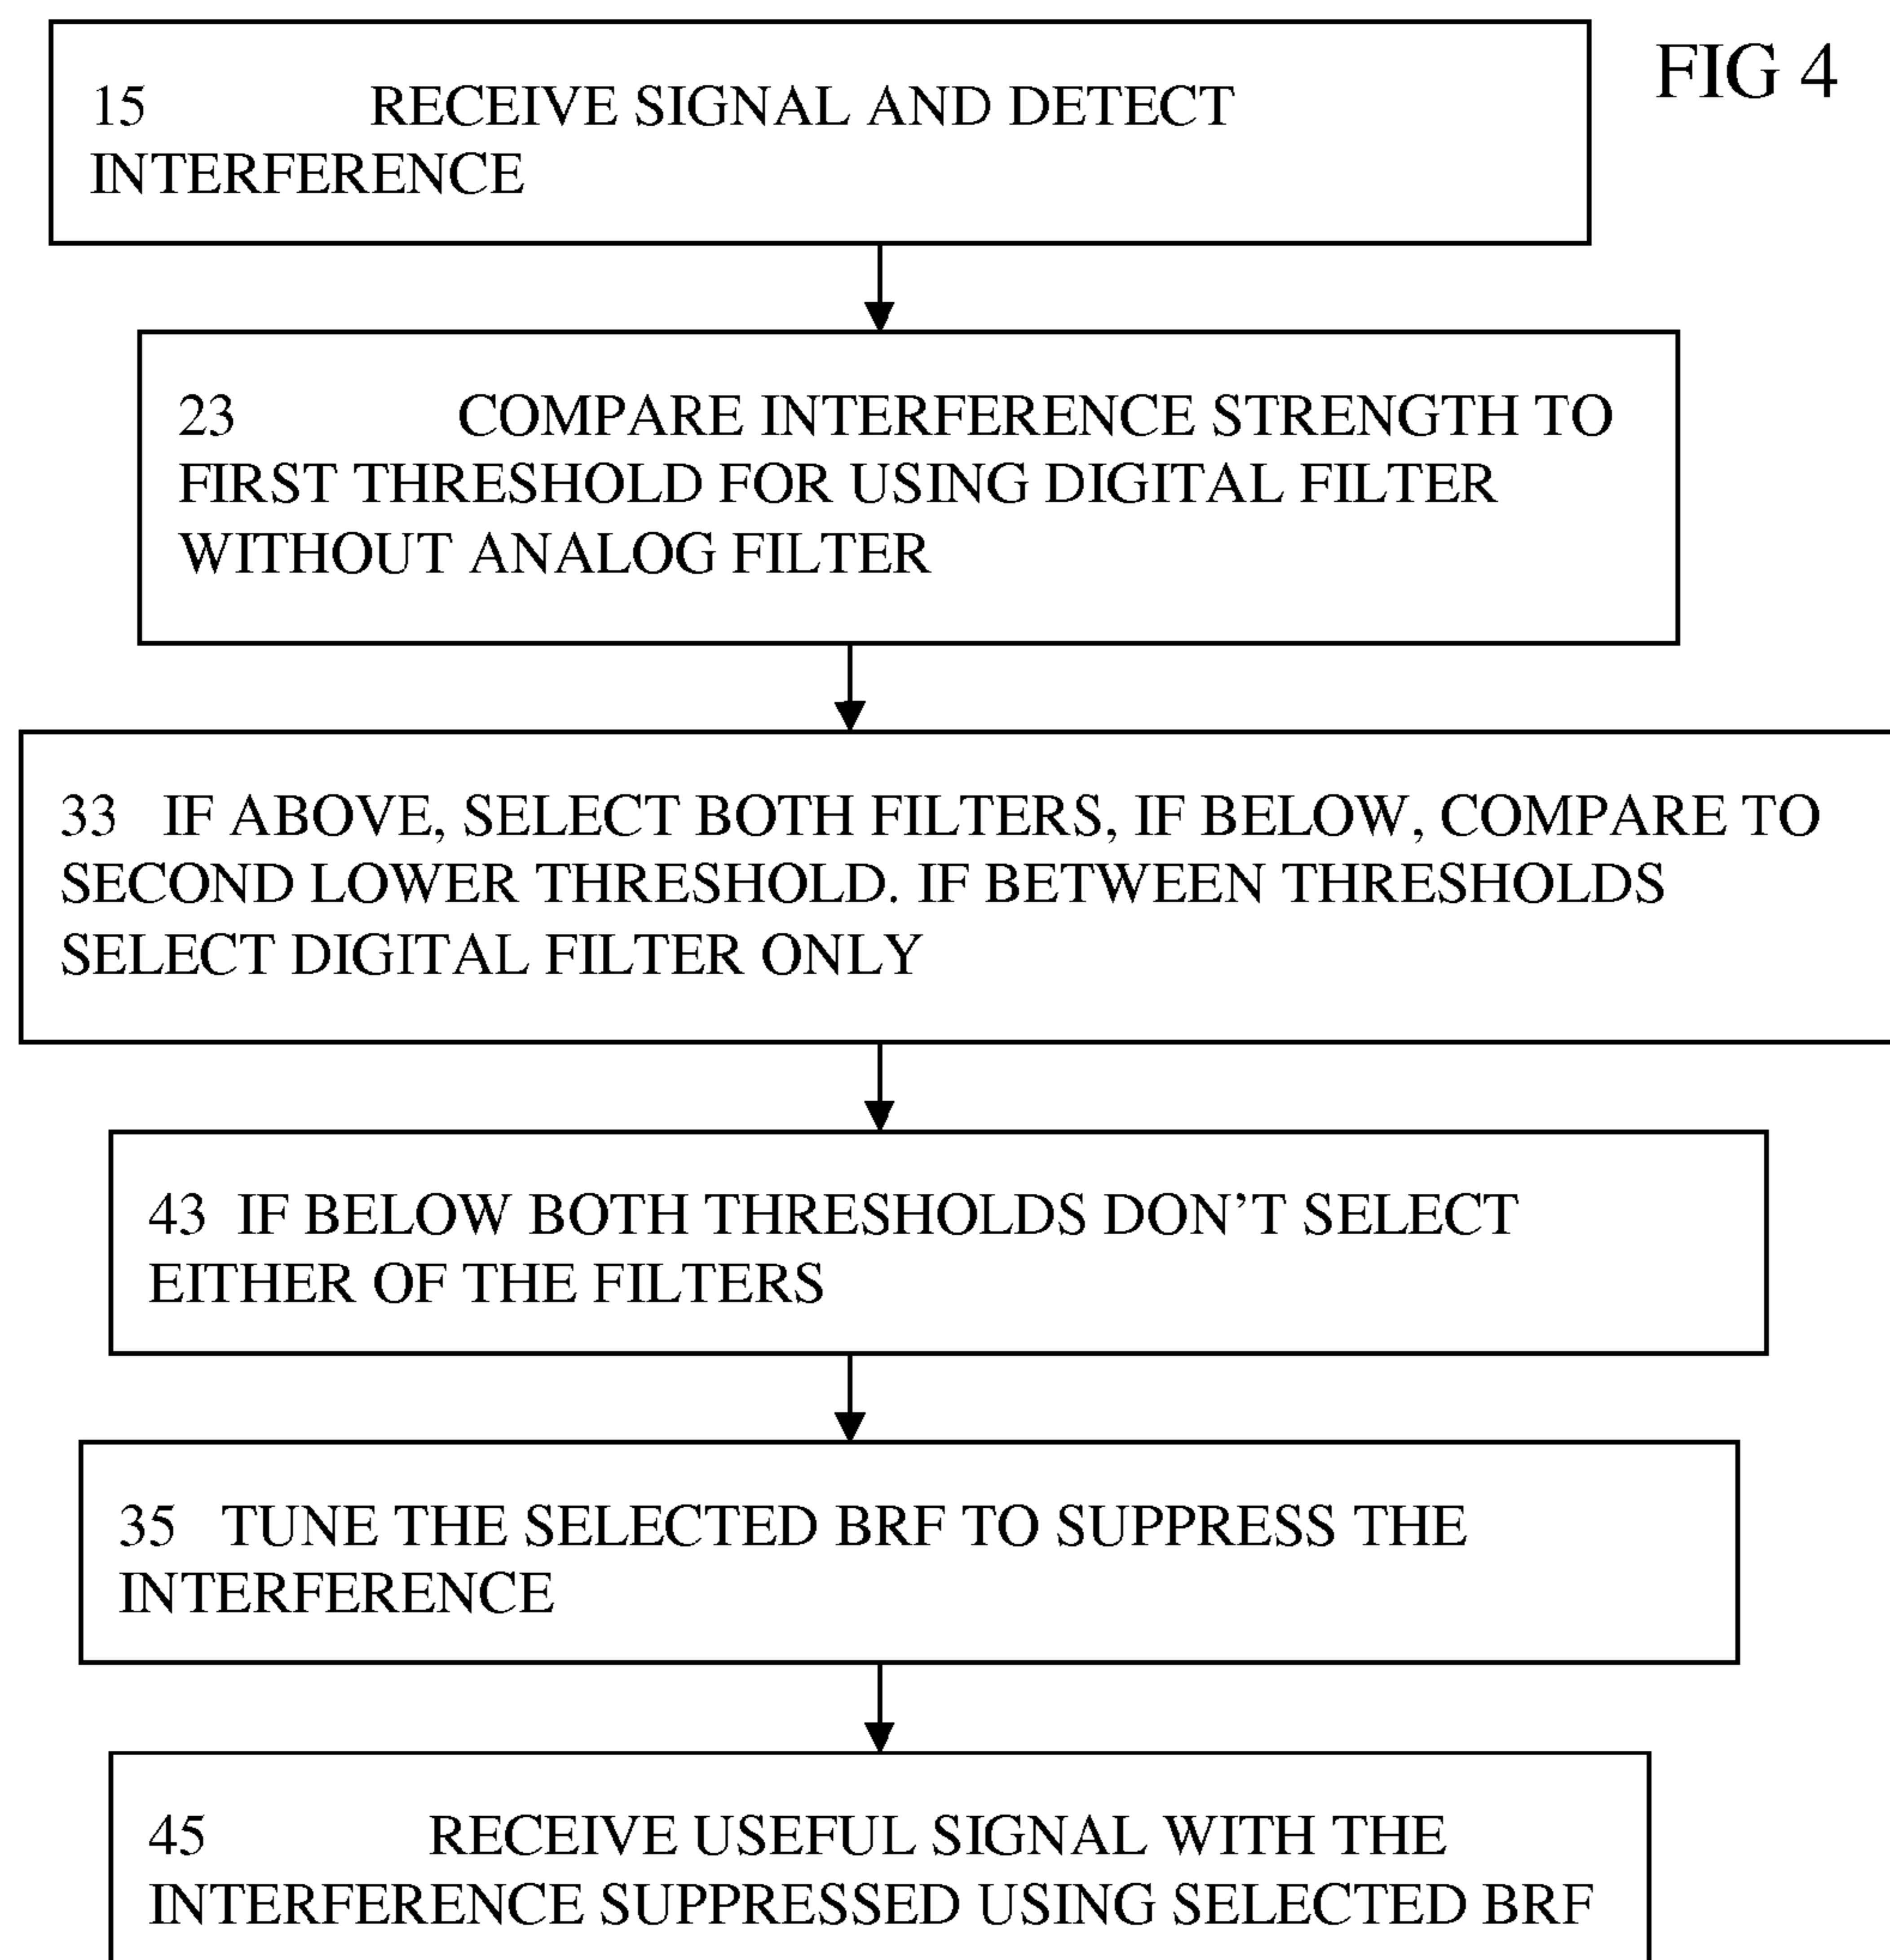 FIG 4
15 RECEIVE SIGNAL AND DETECT
INTERFERENCE
23 COMPARE INTERFERENCE STRENGTH TO
FIRST THRESHOLD FOR USING DIGITAL FILTER
WITHOUT ANALOG FILTER
33 IF ABOVE, SELECT BOTH FILTERS, IF BELOW, COMPARE TO
SECOND LOWER THRESHOLD. IF BETWEEN THRESHOLDS
SELECT DIGITAL FILTER ONLY
43 IF BELOW BOTH THRESHOLDS DON’T SELECT
EITHER OF THE FILTERS
35 TUNE THE SELECTED BRF TO SUPPRESS THE
INTERFERENCE
45 RECEIVE USEFUL SIGNAL WITH THE
INTERFERENCE SUPPRESSED USING SELECTED BRF